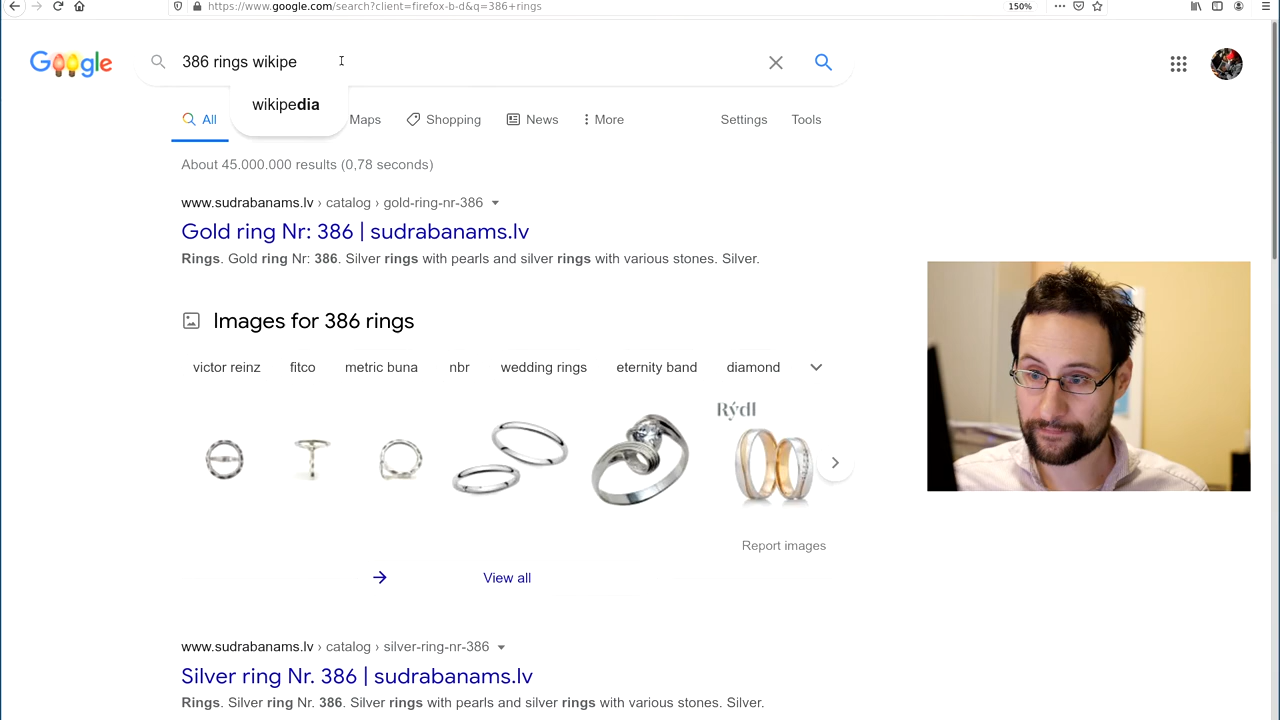 https://www.google.com/search?client=firefox-b-d&q=386+rings
150%
Google
386 rings wikipe
wikipedia
All
Maps
Shopping
News
More
Settings
Tools
About 45.000.000 results (0,78 seconds)
www.sudrabanams.lv › catalog › gold-ring-nr-386
Gold ring Nr: 386 | sudrabanams.lv
Rings. Gold ring Nr: 386. Silver rings with pearls and silver rings with various stones. Silver.
Images for 386 rings
victor reinz
fitco
metric buna
nbr
wedding rings
eternity band
diamond
Rýdl
Report images
View all
www.sudrabanams.lv › catalog › silver-ring-nr-386
Silver ring Nr. 386 | sudrabanams.lv
Rings. Silver ring Nr. 386. Silver rings with pearls and silver rings with various stones. Silver.